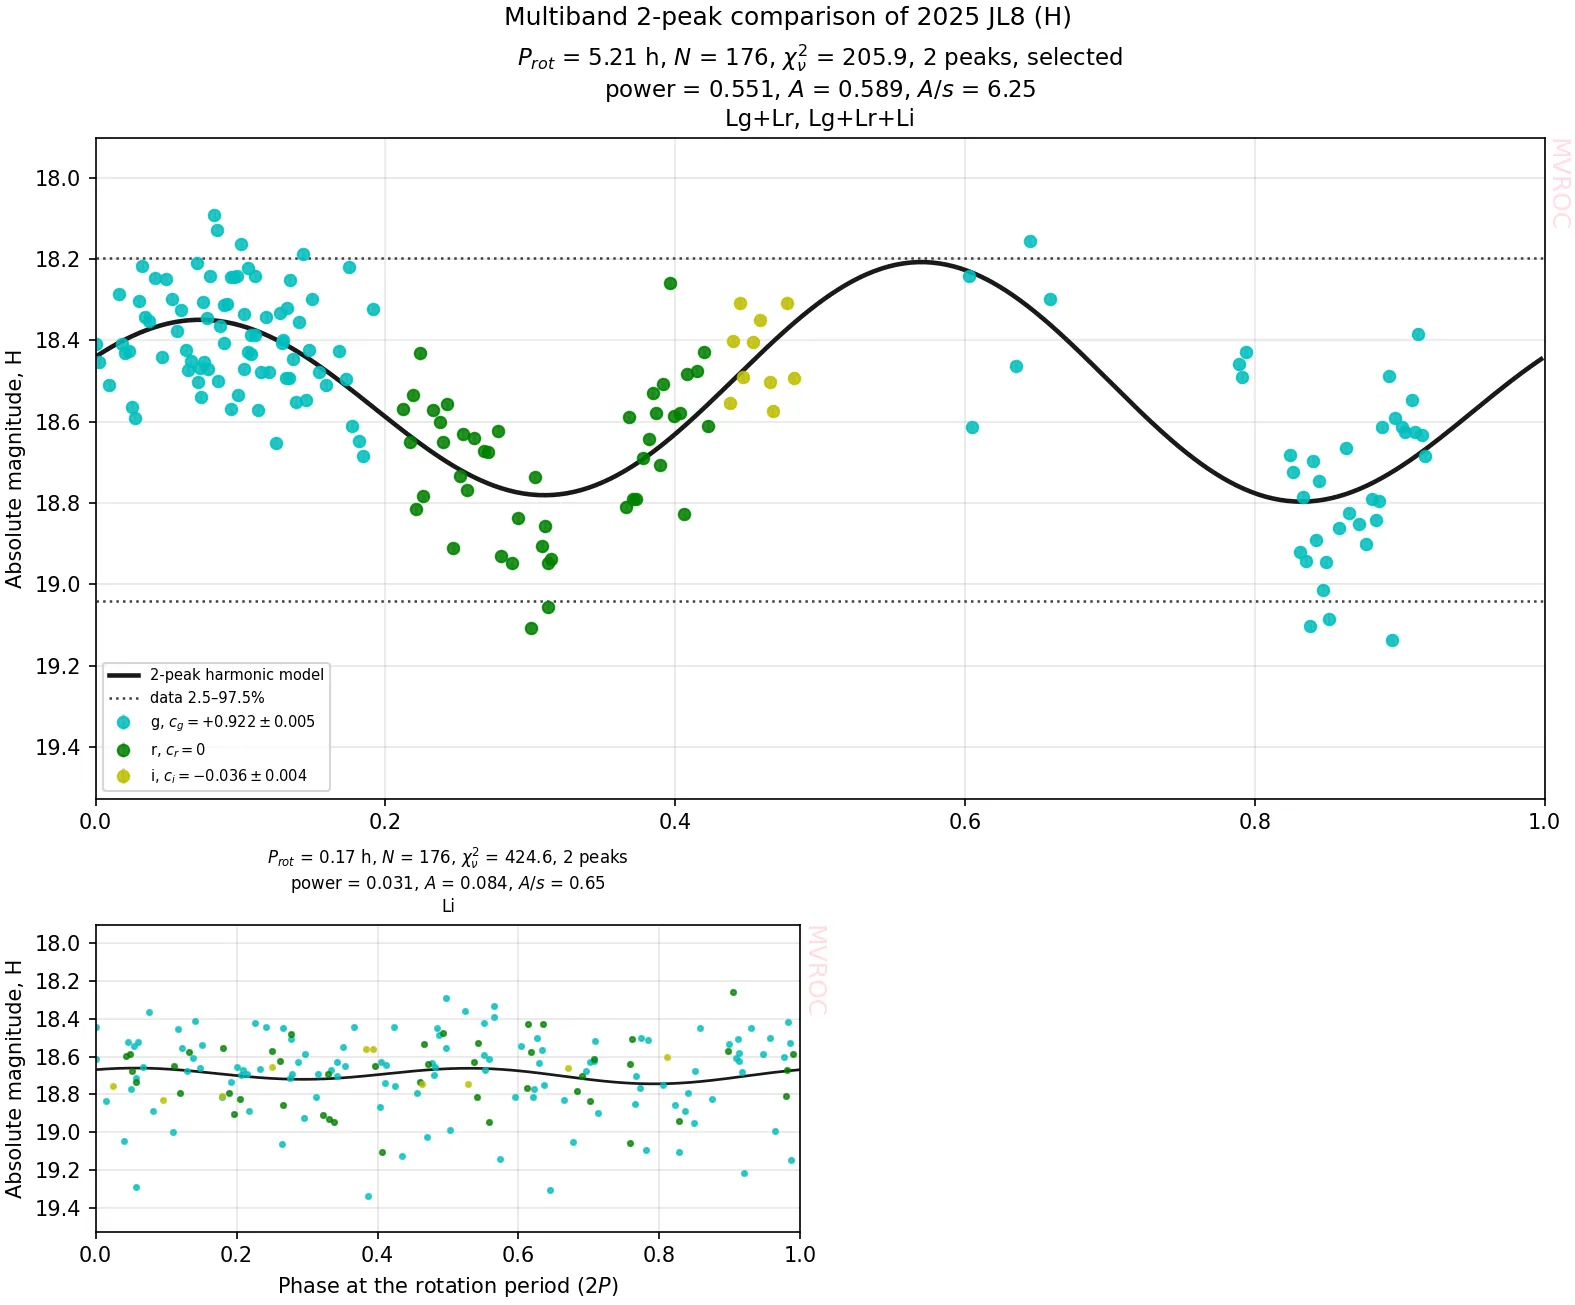 Multiband 2-peak comparison of 2025 JL8 (H)
P_rot = 5.21 h, N = 176, χ²_ν = 205.9, 2 peaks, selected
power = 0.551, A = 0.589, A/s = 6.25
Lg+Lr, Lg+Lr+Li
MVROC
Absolute magnitude, H
18.0
18.2
18.4
18.6
18.8
19.0
19.2
19.4
2-peak harmonic model
data 2.5–97.5%
g, c_g = +0.922 ± 0.005
r, c_r = 0
i, c_i = −0.036 ± 0.004
0.0 0.2 0.4 0.6 0.8 1.0
P_rot = 0.17 h, N = 176, χ²_ν = 424.6, 2 peaks
power = 0.031, A = 0.084, A/s = 0.65
Li
MVROC
Absolute magnitude, H
18.0
18.2
18.4
18.6
18.8
19.0
19.2
19.4
0.0 0.2 0.4 0.6 0.8 1.0
Phase at the rotation period (2P)